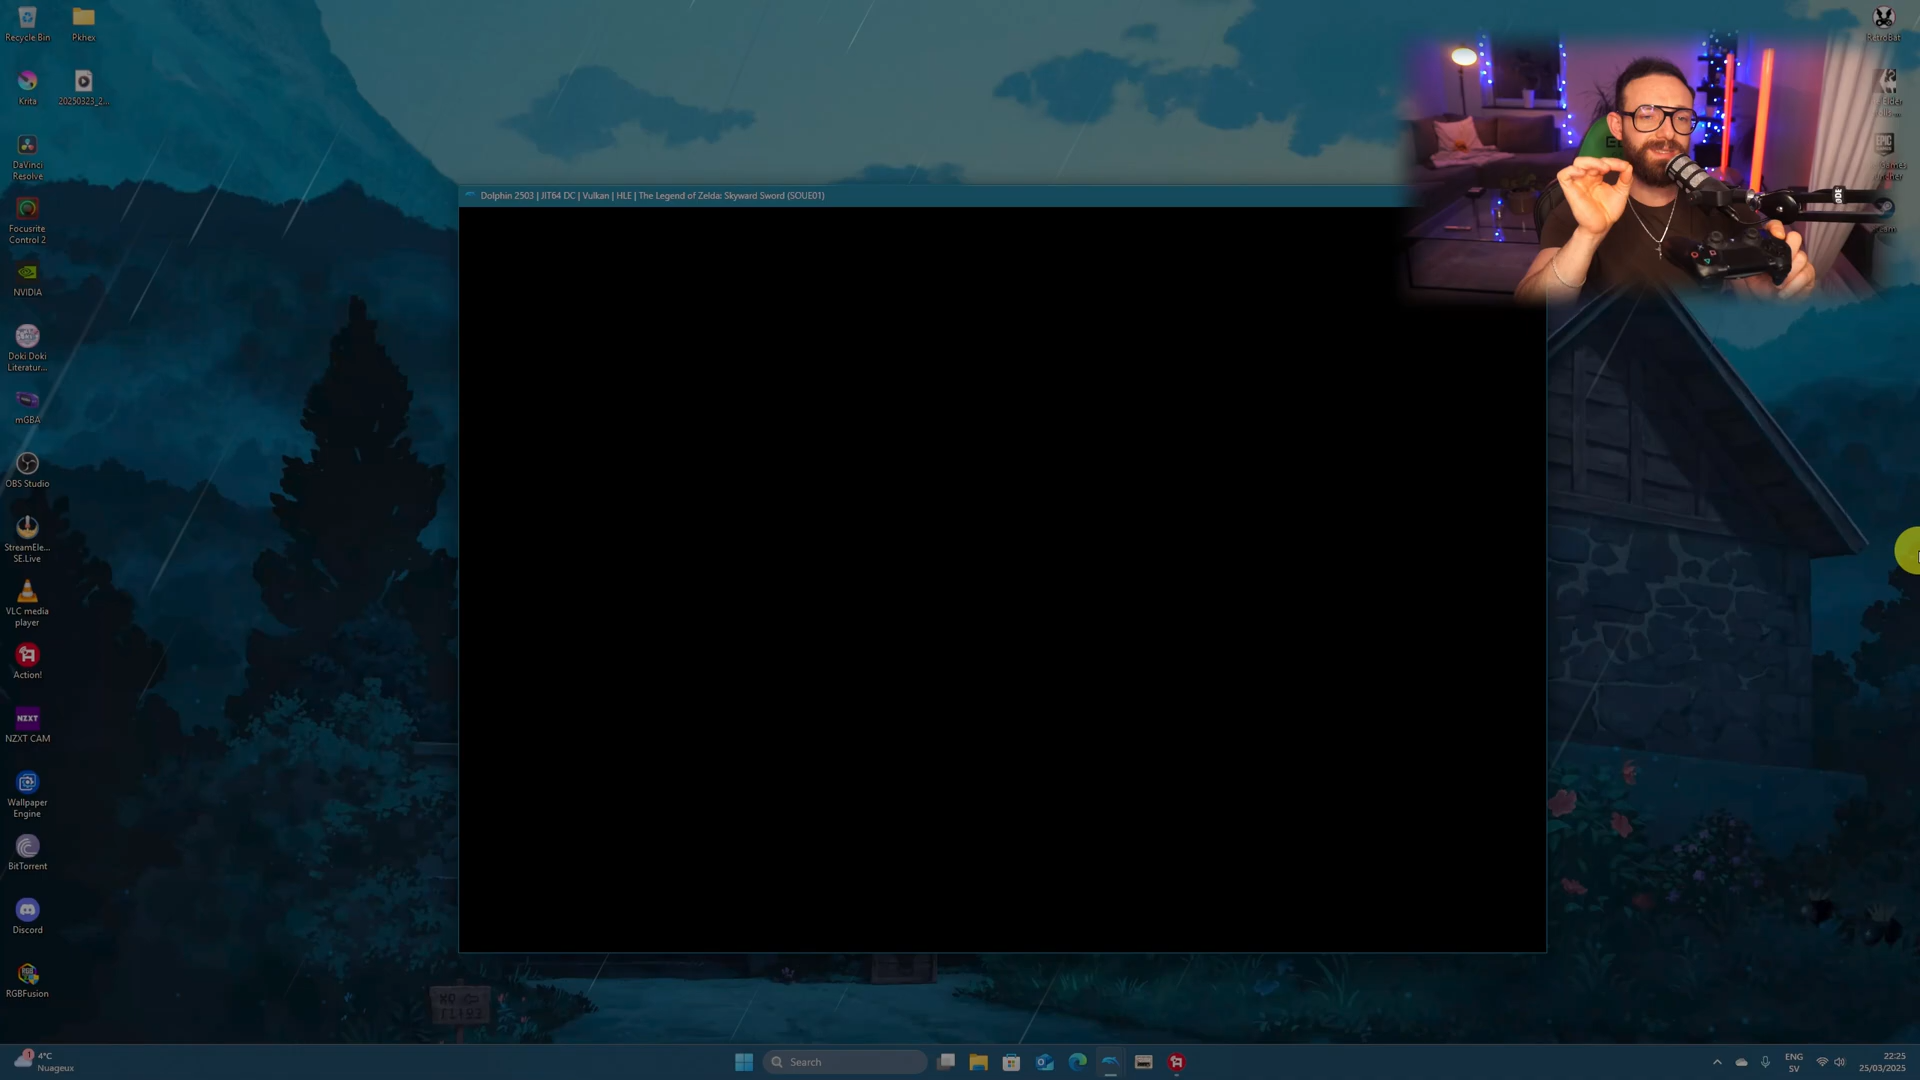 Recycle Bin
Pkhex
Krita
20250323_2...
DaVinci
Resolve
Focusrite
Control 2
NVIDIA
Doki Doki
Literatur...
mGBA
OBS Studio
StreamEle...
SE.Live
VLC media
player
Action!
NZXT
NZXT CAM
Wallpaper
Engine
BitTorrent
Discord
RGBFusion
Dolphin 2503 | JIT64 DC | Vulkan | HLE | The Legend of Zelda: Skyward Sword (SOUE01)
RetroBat
EPIC
4°C
Nuageux
Search
ENG
SV
22:25
25/03/2025